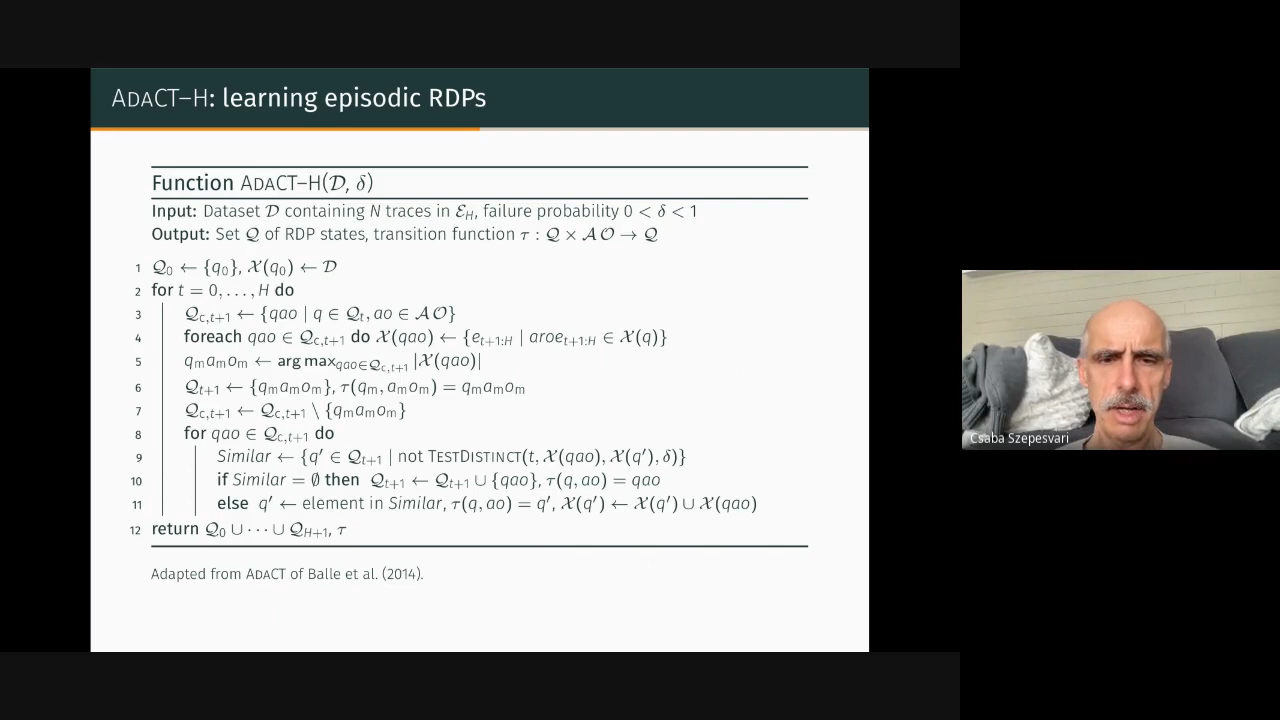 AdaCT–H: learning episodic RDPs
Function AdaCT–H(𝒟, δ)
Input: Dataset 𝒟 containing N traces in ℰ_H, failure probability 0 < δ < 1
Output: Set 𝒬 of RDP states, transition function τ : 𝒬 × 𝒜𝒪 → 𝒬
1 𝒬_0 ← {q_0}, 𝒳(q_0) ← 𝒟
2 for t = 0, . . . , H do
3 𝒬_{c,t+1} ← {qao | q ∈ 𝒬_t, ao ∈ 𝒜𝒪}
4 foreach qao ∈ 𝒬_{c,t+1} do 𝒳(qao) ← {e_{t+1:H} | aroe_{t+1:H} ∈ 𝒳(q)}
5 q_m a_m o_m ← arg max_{qao∈𝒬_{c,t+1}} |𝒳(qao)|
6 𝒬_{t+1} ← {q_m a_m o_m}, τ(q_m, a_m o_m) = q_m a_m o_m
7 𝒬_{c,t+1} ← 𝒬_{c,t+1} \ {q_m a_m o_m}
8 for qao ∈ 𝒬_{c,t+1} do
9 Similar ← {q′ ∈ 𝒬_{t+1} | not TestDistinct(t, 𝒳(qao), 𝒳(q′), δ)}
10 if Similar = ∅ then 𝒬_{t+1} ← 𝒬_{t+1} ∪ {qao}, τ(q, ao) = qao
11 else q′ ← element in Similar, τ(q, ao) = q′, 𝒳(q′) ← 𝒳(q′) ∪ 𝒳(qao)
12 return 𝒬_0 ∪ · · · ∪ 𝒬_{H+1}, τ
Adapted from AdaCT of Balle et al. (2014).
Csaba Szepesvari